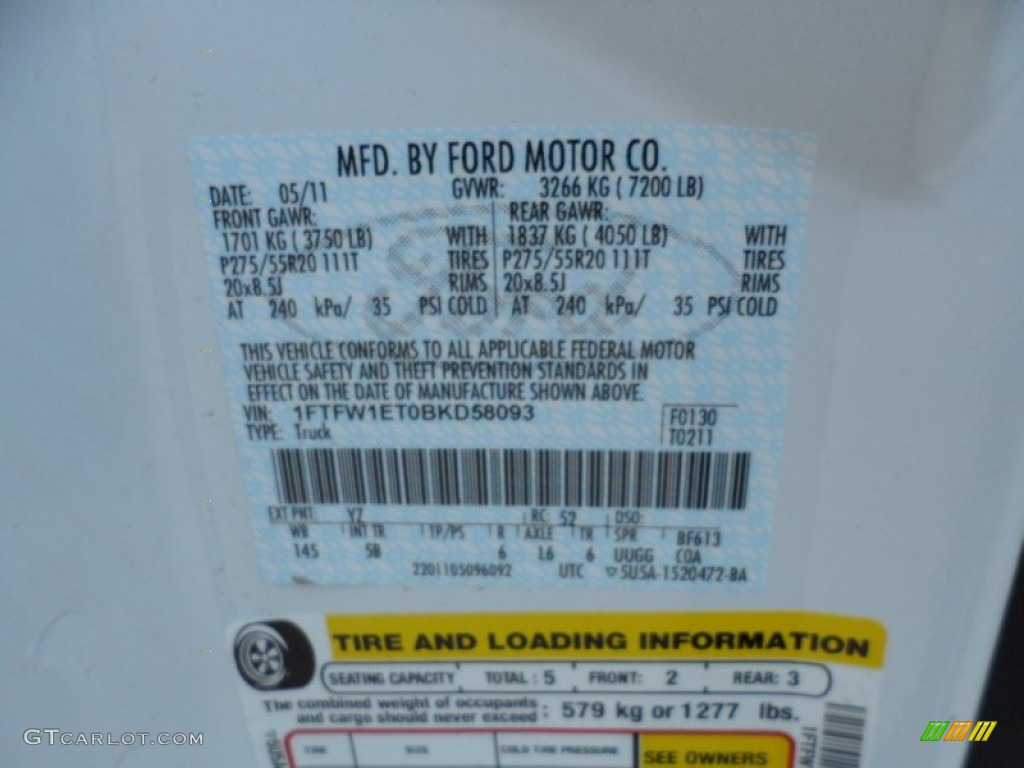 MFD. BY FORD MOTOR CO.
DATE: 05/11 GVWR: 3266 KG ( 7200 LB)
FRONT GAWR: REAR GAWR:
1701 KG ( 3750 LB) WITH 1837 KG ( 4050 LB) WITH
P275/55R20 111T TIRES P275/55R20 111T TIRES
20x8.5J RIMS 20x8.5J RIMS
AT 240 kPa/ 35 PSI COLD AT 240 kPa/ 35 PSI COLD
THIS VEHICLE CONFORMS TO ALL APPLICABLE FEDERAL MOTOR
VEHICLE SAFETY AND THEFT PREVENTION STANDARDS IN
EFFECT ON THE DATE OF MANUFACTURE SHOWN ABOVE.
VIN: 1FTFW1ET0BKD58093 F0130
TYPE: Truck T0211
EXT PNT: YZ RC: 52 DSO:
WB INT TR TP/PS R AXLE TR SPR BF613
145 5B 6 L6 6 UUGG COA
2201105096092 UTC ▽5U5A-1520472-BA
TIRE AND LOADING INFORMATION
SEATING CAPACITY TOTAL : 5 FRONT: 2 REAR: 3
The combined weight of occupants
and cargo should never exceed : 579 kg or 1277 lbs.
TIRE SIZE COLD TIRE PRESSURE SEE OWNERS
1FTFW
GTCARLOT.COM